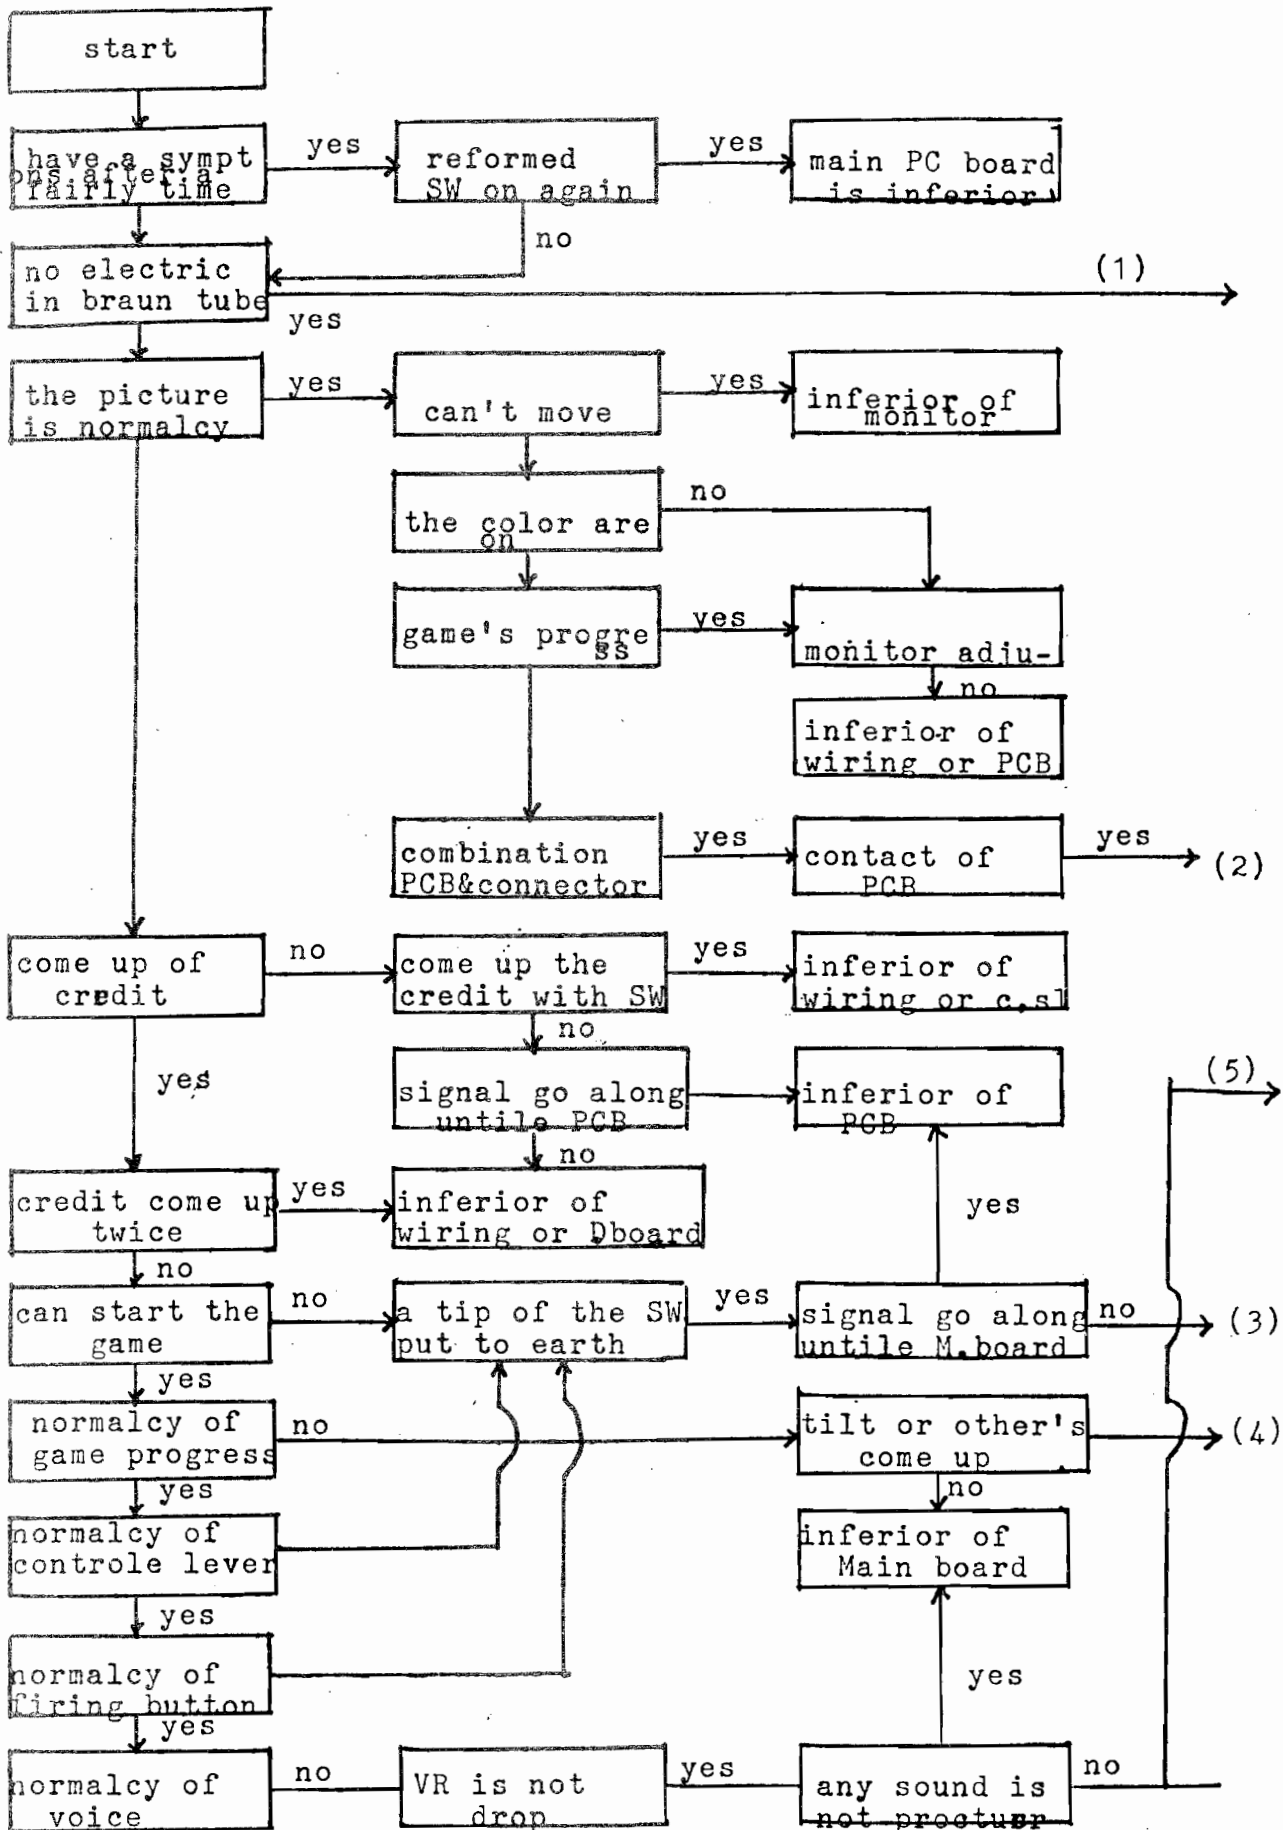 start
have a sympt
ons after a
fairly time
yes
reformed
SW on again
yes
main PC board
is inferior
no
no electric
in braun tube
(1)
yes
the picture
is normalcy
yes
can't move
yes
inferior of
monitor
the color are
on
no
game's progre
ss
yes
monitor adju-
no
inferior of
wiring or PCB
combination
PCB&connector
yes
contact of
PCB
yes
(2)
come up of
credit
no
come up the
credit with SW
yes
inferior of
wiring or c,sl
no
yes
signal go along
untile PCB
inferior of
PCB
(5)
no
credit come up
twice
yes
inferior of
wiring or Dboard
yes
no
can start the
game
no
a tip of the SW
put to earth
yes
signal go along
untile M.board
no
(3)
yes
normalcy of
game progress
no
tilt or other's
come up
(4)
yes
no
normalcy of
controle lever
inferior of
Main board
yes
normalcy of
firing button
yes
yes
normalcy of
voice
no
VR is not
drop
yes
any sound is
not
no